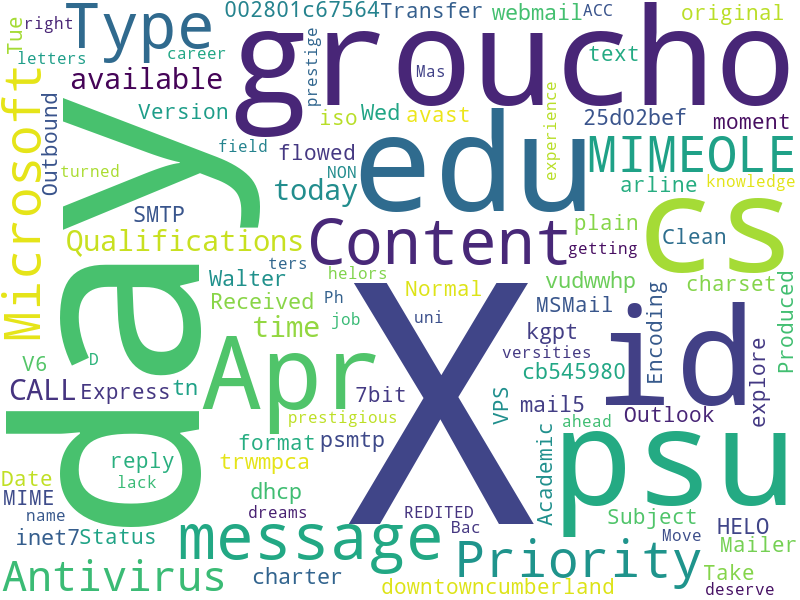 002801c67564
Transfer
webmail
ACC
original
Tue
right
Type
prestige
groucho
letters
career
available
Mas
text
Microsoft
Outbound
Version
iso
Wed
avast
experience
25d02bef
moment
day
field
flowed
edu
MIMEOLE
turned
NON
today
arline
knowledge
SMTP
cs
plain
Clean
Qualifications
Content
getting
ters
helors
Walter
Ph
Normal
vudwwhp
charset
Received
X
MSMail
Encoding
Produced
uni
id
time
job
kgpt
versities
explore
Apr
V6
D
cb545980
CALL
Express
tn
7bit
VPS
mail5
Outlook
prestigious
ahead
psu
format
psmtp
Academic
reply
trwmpca
Date
lack
dhcp
MIME
name
dreams
REDITED
Subject
HELO
inet7
Status
message
Bac
Move
Mailer
Priority
Antivirus
charter
downtowncumberland
Take
deserve